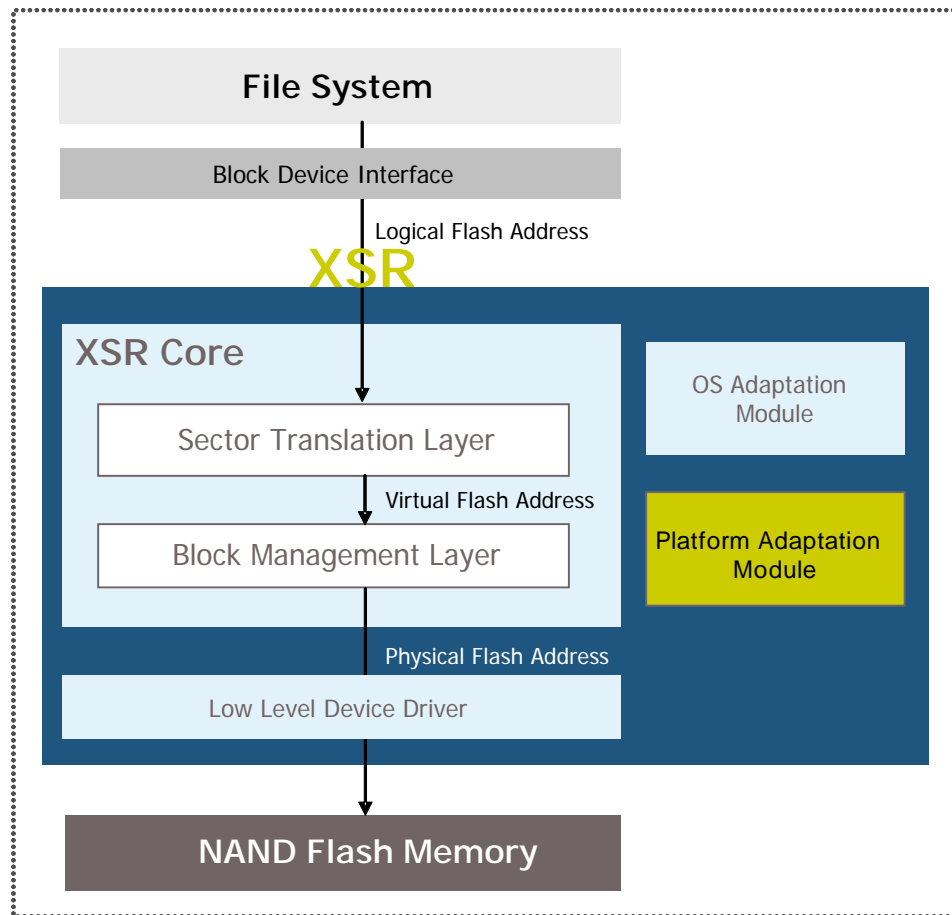 File System
Block Device Interface
Logical Flash Address
XSR
XSR Core
Sector Translation Layer
Virtual Flash Address
Block Management Layer
Physical Flash Address
Low Level Device Driver
NAND Flash Memory
OS Adaptation
Module
Platform Adaptation
Module